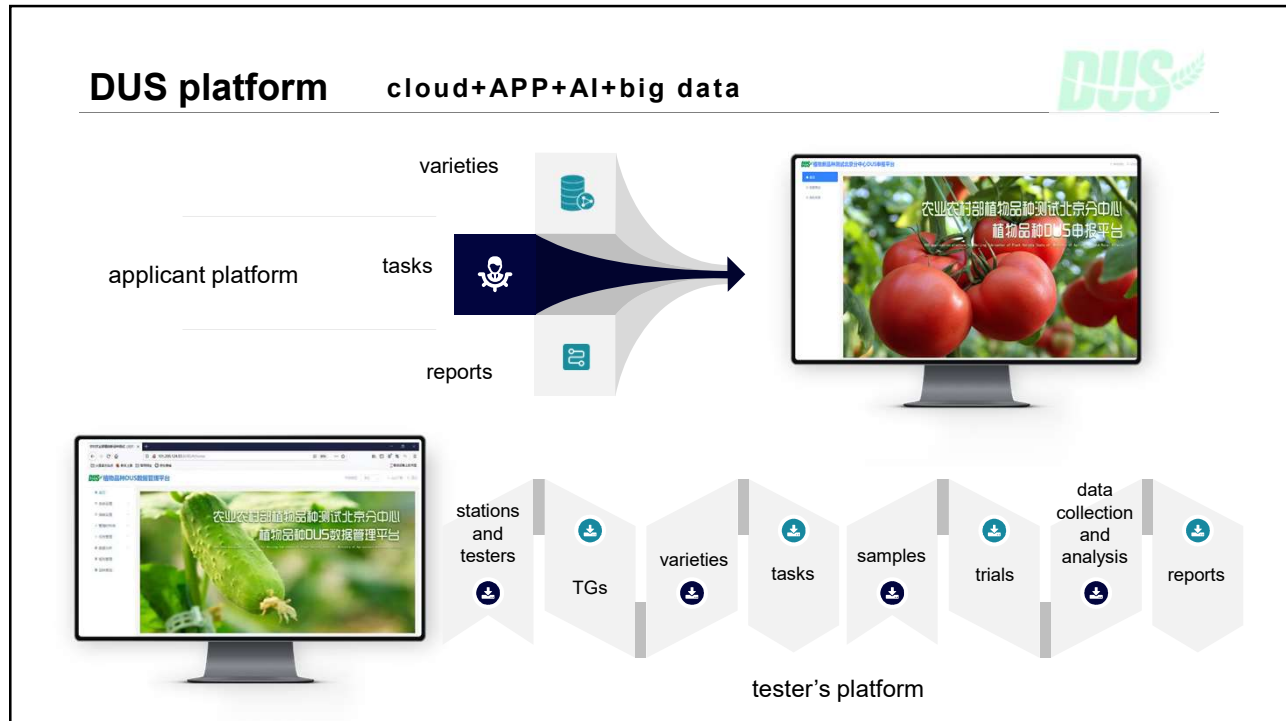 DUS platform
cloud+APP+AI+big data
DUS
varieties
applicant platform
tasks
reports
农业农村部植物品种测试北京分中心
植物品种DUS申报平台
植物品种DUS数据管理平台
农业农村部植物品种测试北京分中心
植物品种DUS数据管理平台
stations
and
testers
TGs
varieties
tasks
samples
trials
data
collection
and
analysis
reports
tester's platform